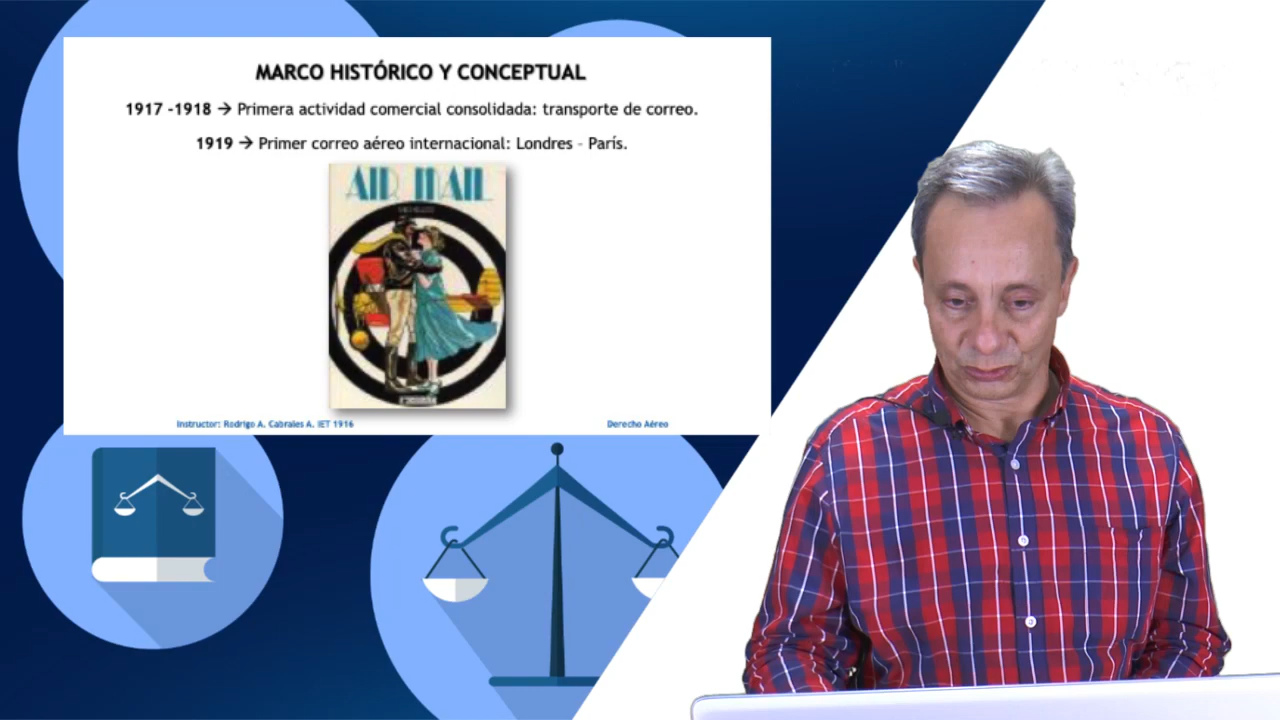 MARCO HISTÓRICO Y CONCEPTUAL
1917 -1918 → Primera actividad comercial consolidada: transporte de correo.
1919 → Primer correo aéreo internacional: Londres - París.
AIR MAIL
Instructor: Rodrigo A. Cabrales A. IET 1916
Derecho Aéreo